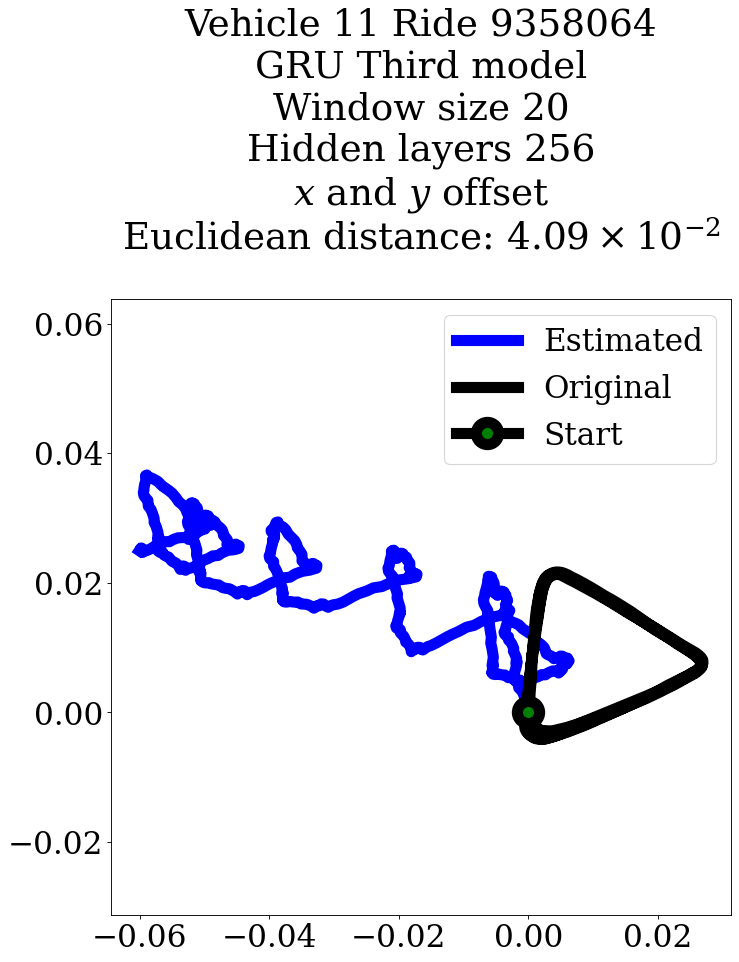 Vehicle 11 Ride 9358064
GRU Third model
Window size 20
Hidden layers 256
x and y offset
Euclidean distance: 4.09 × 10⁻²
Estimated
Original
Start
0.06
0.04
0.02
0.00
−0.02
−0.06 −0.04 −0.02 0.00 0.02